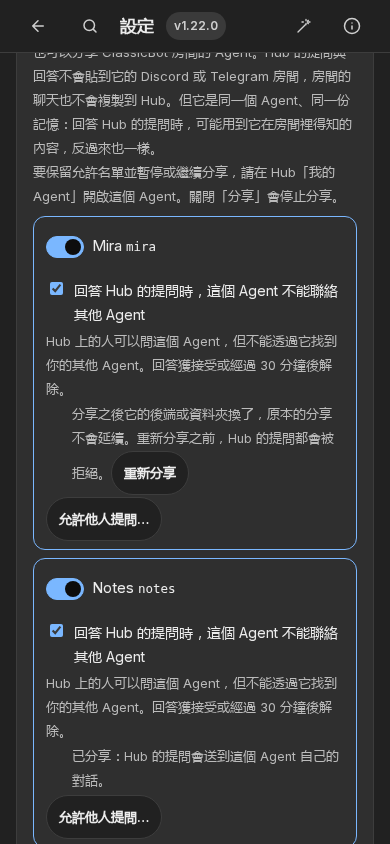 設定 v1.22.0
也可以分享 ClassicBot 房間的 Agent。Hub 的提問與
回答不會貼到它的 Discord 或 Telegram 房間，房間的
聊天也不會複製到 Hub。但它是同一個 Agent、同一份
記憶：回答 Hub 的提問時，可能用到它在房間裡得知的
內容，反過來也一樣。
要保留允許名單並暫停或繼續分享，請在 Hub「我的
Agent」開啟這個 Agent。關閉「分享」會停止分享。
Mira mira
回答 Hub 的提問時，這個 Agent 不能聯絡
其他 Agent
Hub 上的人可以問這個 Agent，但不能透過它找到
你的其他 Agent。回答獲接受或經過 30 分鐘後解
除。
分享之後它的後端或資料夾換了，原本的分享
不會延續。重新分享之前，Hub 的提問都會被
拒絕。 重新分享
允許他人提問…
Notes notes
回答 Hub 的提問時，這個 Agent 不能聯絡
其他 Agent
Hub 上的人可以問這個 Agent，但不能透過它找到
你的其他 Agent。回答獲接受或經過 30 分鐘後解
除。
已分享：Hub 的提問會送到這個 Agent 自己的
對話。
允許他人提問…